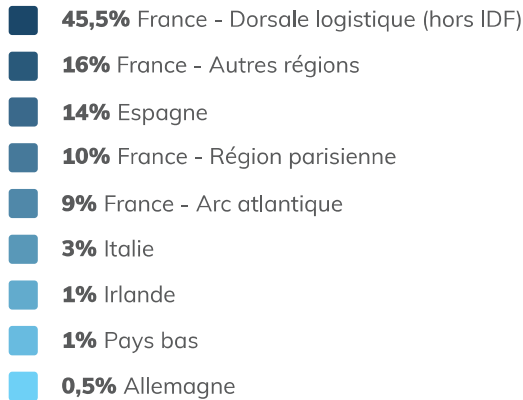 45,5% France - Dorsale logistique (hors IDF)
16% France - Autres régions
14% Espagne
10% France - Région parisienne
9% France - Arc atlantique
3% Italie
1% Irlande
1% Pays bas
0,5% Allemagne